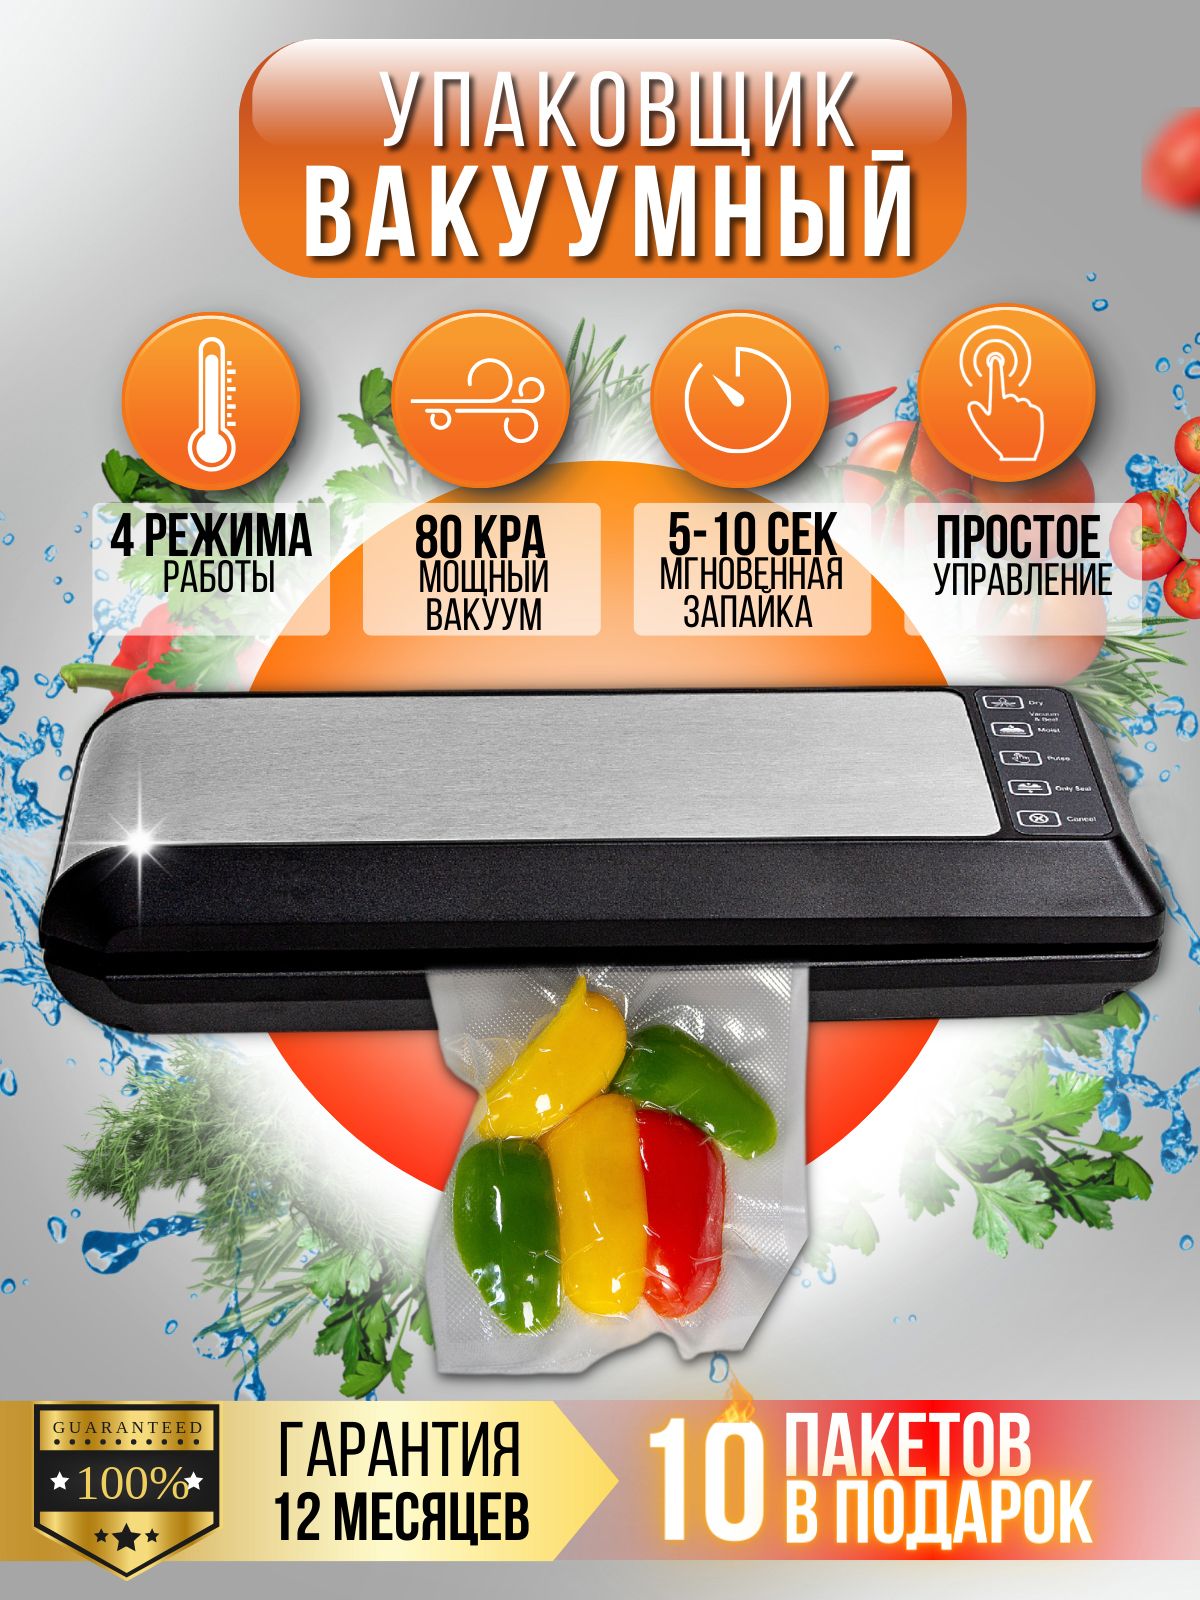 УПАКОВЩИК
ВАКУУМНЫЙ
4 РЕЖИМА
РАБОТЫ
80 КРА
МОЩНЫЙ
ВАКУУМ
5-10 СЕК
МГНОВЕННАЯ
ЗАПАЙКА
ПРОСТОЕ
УПРАВЛЕНИЕ
Dry
Vacuum
& Seal
Moist
Pulse
Only Seal
Cancel
GUARANTEED
100%
ГАРАНТИЯ
12 МЕСЯЦЕВ
10 ПАКЕТОВ
В ПОДАРОК